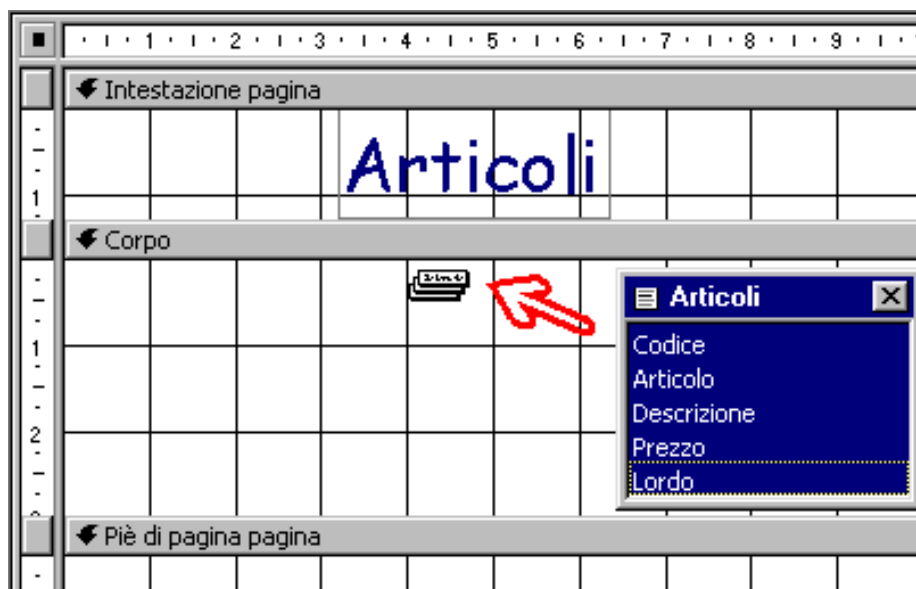 1 2 3 4 5 6 7 8 9
Intestazione pagina
Articoli
1
Corpo
Articoli
Codice
1
Articolo
Descrizione
2
Prezzo
Lordo
Piè di pagina pagina